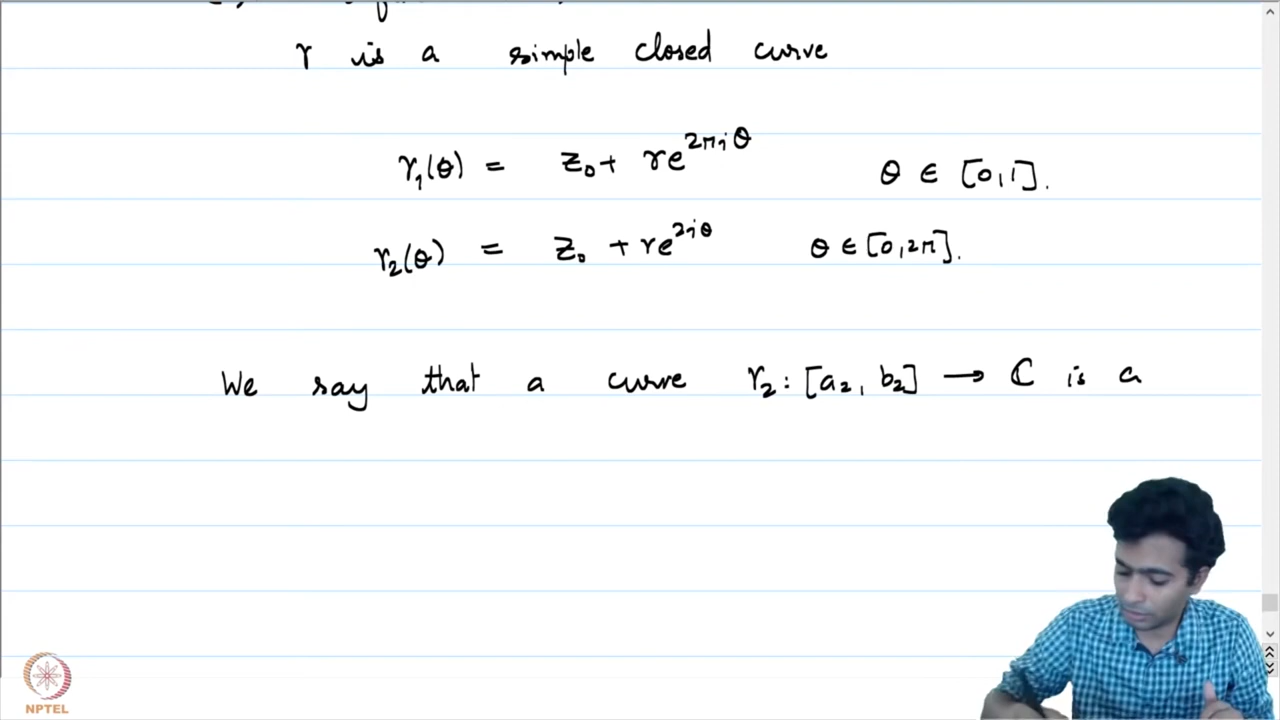 γ is a simple closed curve
γ₁(θ) = z₀ + re^{2πiθ} θ ∈ [0,1].
γ₂(θ) = z₀ + re^{2iθ} θ ∈ [0,2π].
We say that a curve γ₂ : [a₂, b₂] → ℂ is a
NPTEL